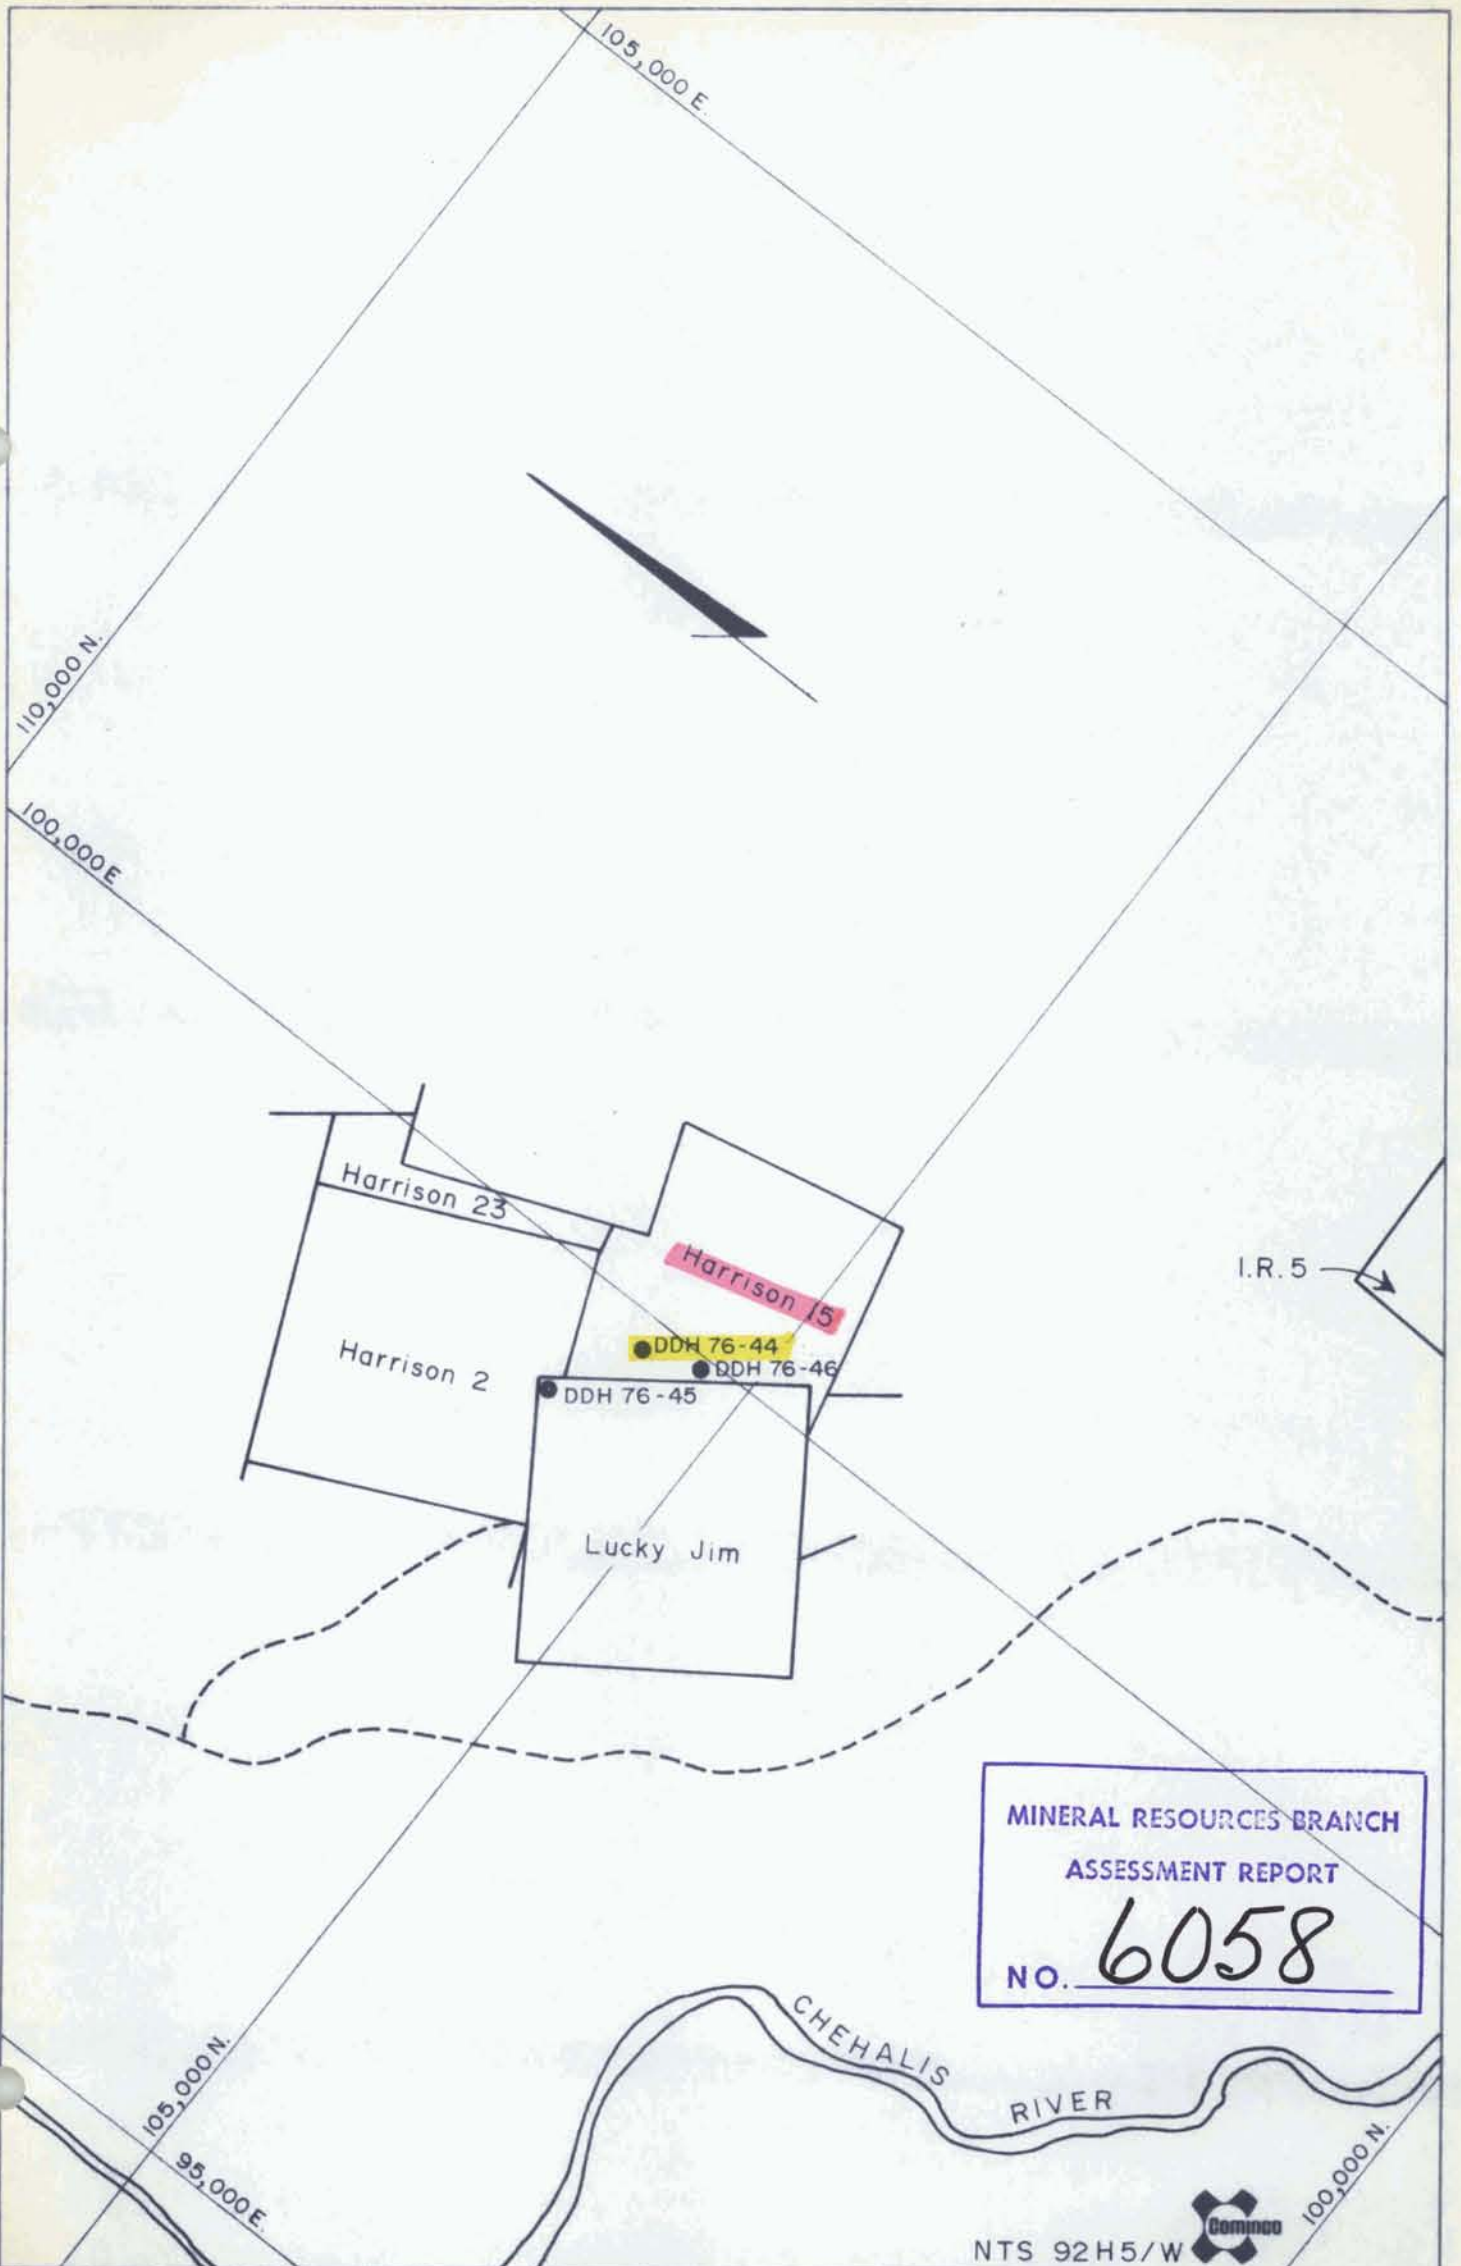 105,000 E.
110,000 N.
100,000 E
Harrison 23
Harrison 15
I.R. 5
Harrison 2
DDH 76-44
DDH 76-46
DDH 76-45
Lucky Jim
MINERAL RESOURCES BRANCH
ASSESSMENT REPORT
NO. 6058
CHEHALIS RIVER
105,000 N.
95,000 E.
100,000 N.
Cominco
NTS 92H5/W